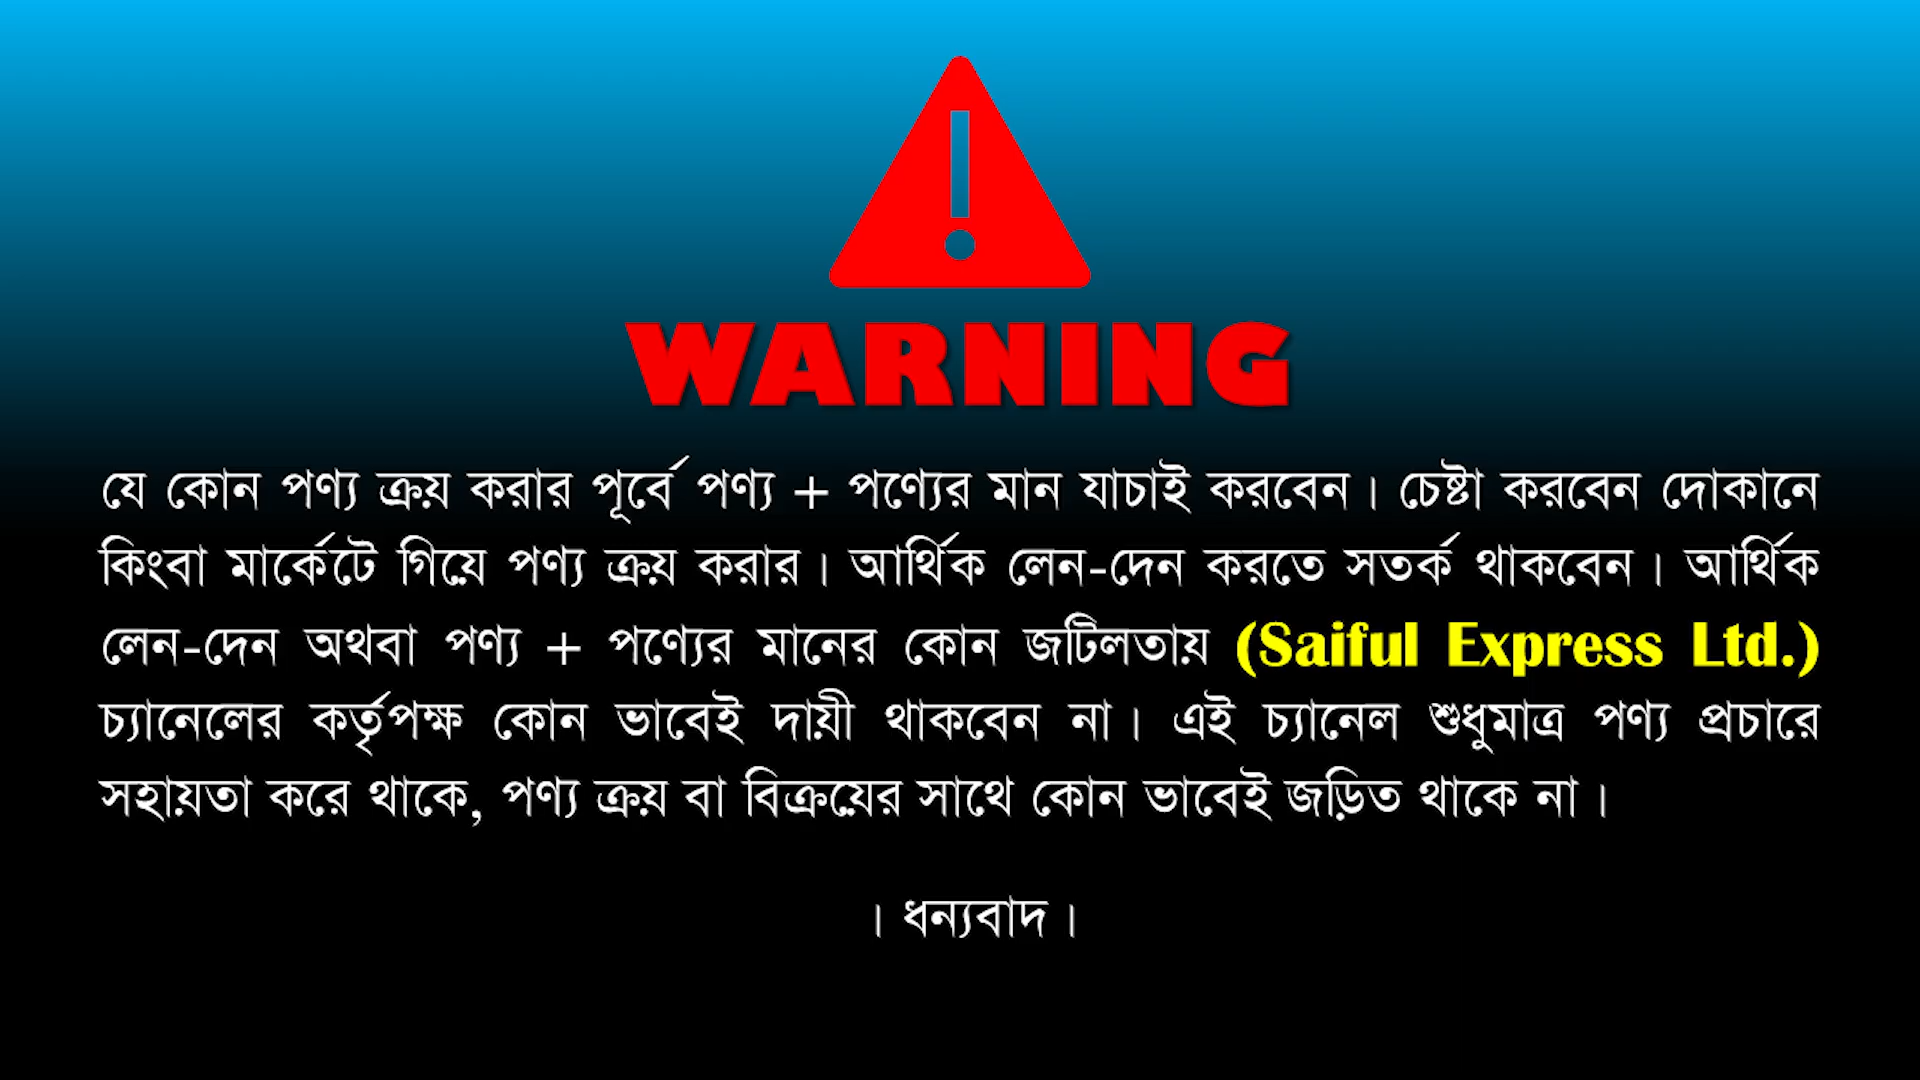 WARNING
যে কোন পণ্য ক্রয় করার পূর্বে পণ্য + পণ্যের মান যাচাই করবেন। চেষ্টা করবেন দোকানে
কিংবা মার্কেটে গিয়ে পণ্য ক্রয় করার। আর্থিক লেন-দেন করতে সতর্ক থাকবেন। আর্থিক
লেন-দেন অথবা পণ্য + পণ্যের মানের কোন জটিলতায় (Saiful Express Ltd.)
চ্যানেলের কর্তৃপক্ষ কোন ভাবেই দায়ী থাকবেন না। এই চ্যানেল শুধুমাত্র পণ্য প্রচারে
সহায়তা করে থাকে, পণ্য ক্রয় বা বিক্রয়ের সাথে কোন ভাবেই জড়িত থাকে না।
। ধন্যবাদ।